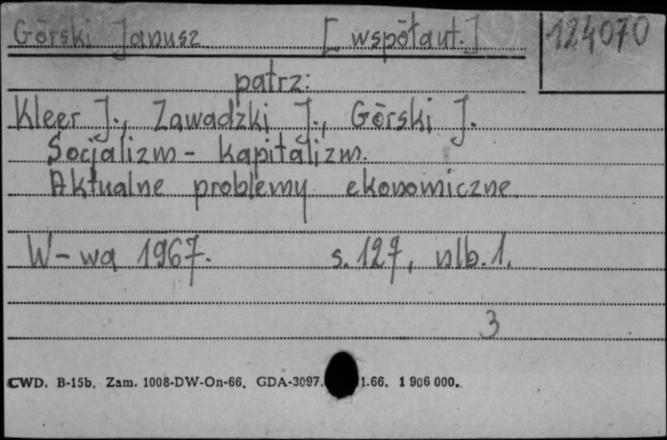 Górski Janusz [współaut.] 124070
patrz:
Kleer J., Zawadzki J., Górski J.
Socjalizm - kapitalizm.
Aktualne problemy ekonomiczne.
W-wa 1967. s. 127, nlb. 1.
3
CWD. B-15b. Zam. 1008-DW-On-66. GDA-3097. 1.66. 1 906 000.